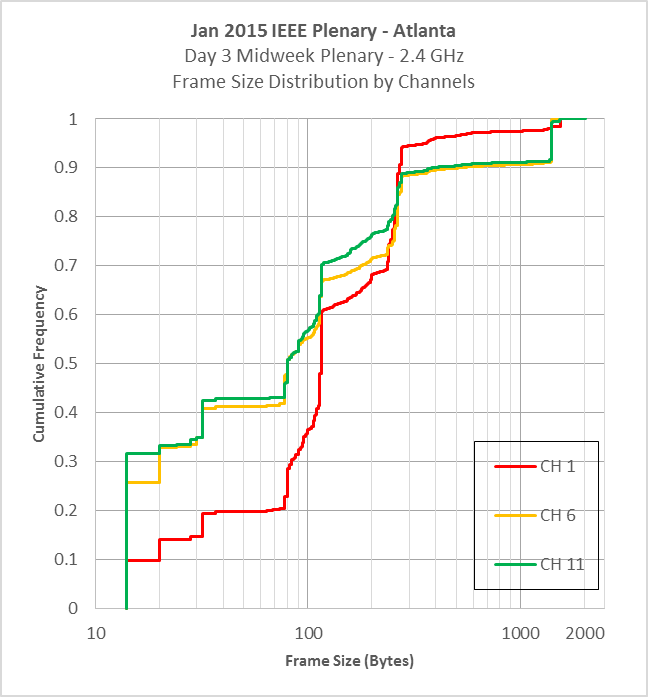 Jan 2015 IEEE Plenary - Atlanta
Day 3 Midweek Plenary - 2.4 GHz
Frame Size Distribution by Channels
1
0.9
0.8
0.7
0.6
0.5
0.4
0.3
0.2
0.1
0
Cumulative Frequency
CH 1
CH 6
CH 11
10 100 1000 2000
Frame Size (Bytes)